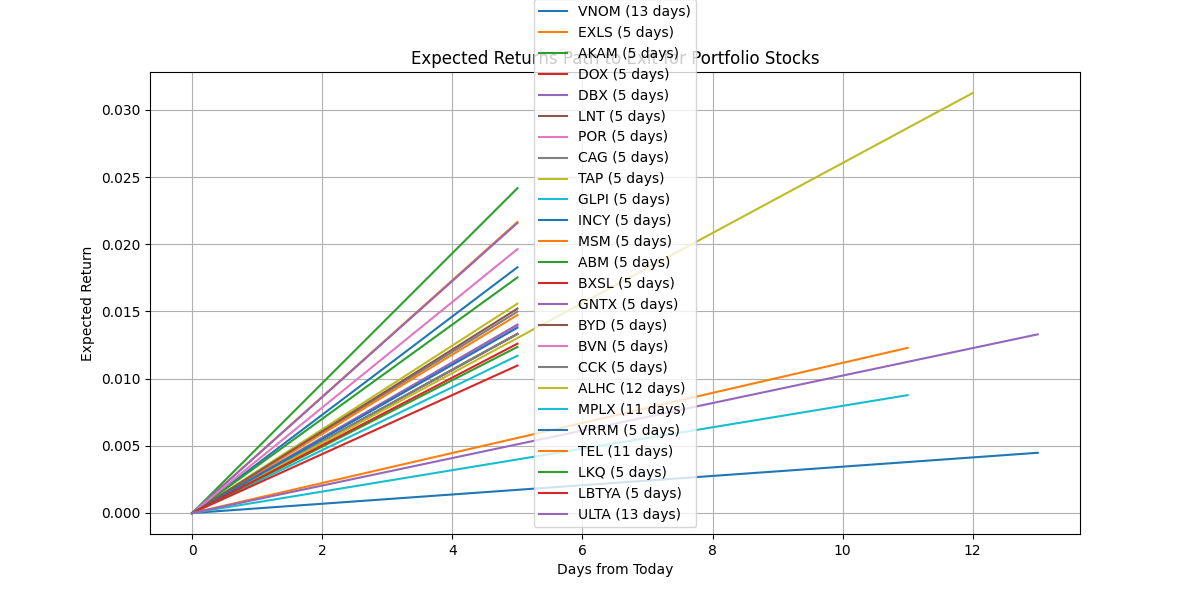 VNOM (13 days)
EXLS (5 days)
AKAM (5 days)
Expected Returns Path to Exit for Portfolio Stocks
DOX (5 days)
DBX (5 days)
LNT (5 days)
POR (5 days)
CAG (5 days)
TAP (5 days)
GLPI (5 days)
INCY (5 days)
MSM (5 days)
ABM (5 days)
BXSL (5 days)
GNTX (5 days)
BYD (5 days)
BVN (5 days)
CCK (5 days)
ALHC (12 days)
MPLX (11 days)
VRRM (5 days)
TEL (11 days)
LKQ (5 days)
LBTYA (5 days)
ULTA (13 days)
Expected Return
0.030
0.025
0.020
0.015
0.010
0.005
0.000
0 2 4 6 8 10 12
Days from Today